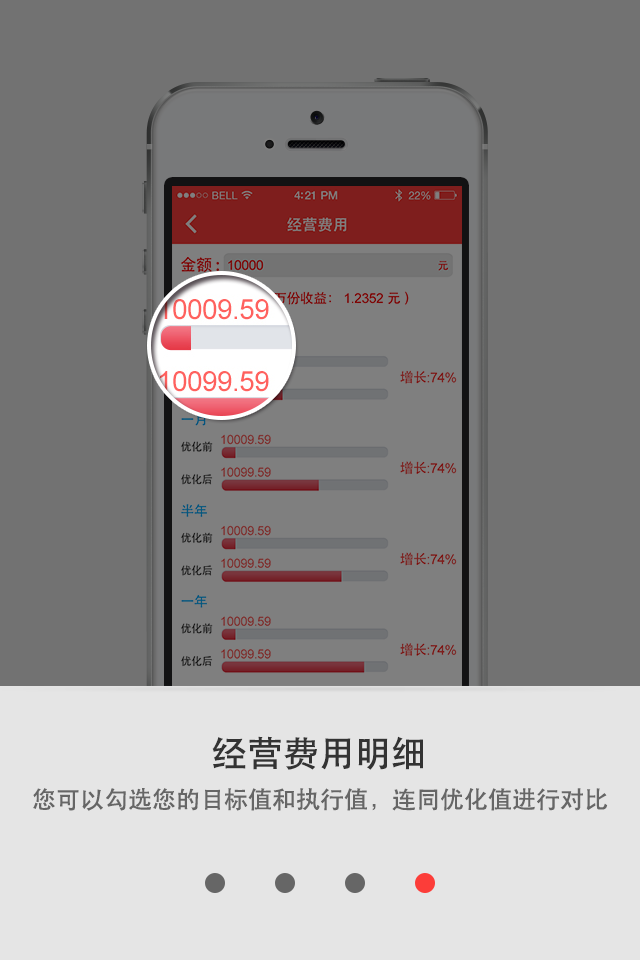 BELL 4:21 PM 22%
经营费用
金额: 10000 元
万份收益： 1.2352 元 )
10009.59
10099.59
增长:74%
一月
优化前 10009.59
优化后 10099.59
增长:74%
半年
优化前 10009.59
优化后 10099.59
增长:74%
一年
优化前 10009.59
优化后 10099.59
增长:74%
经营费用明细
您可以勾选您的目标值和执行值，连同优化值进行对比